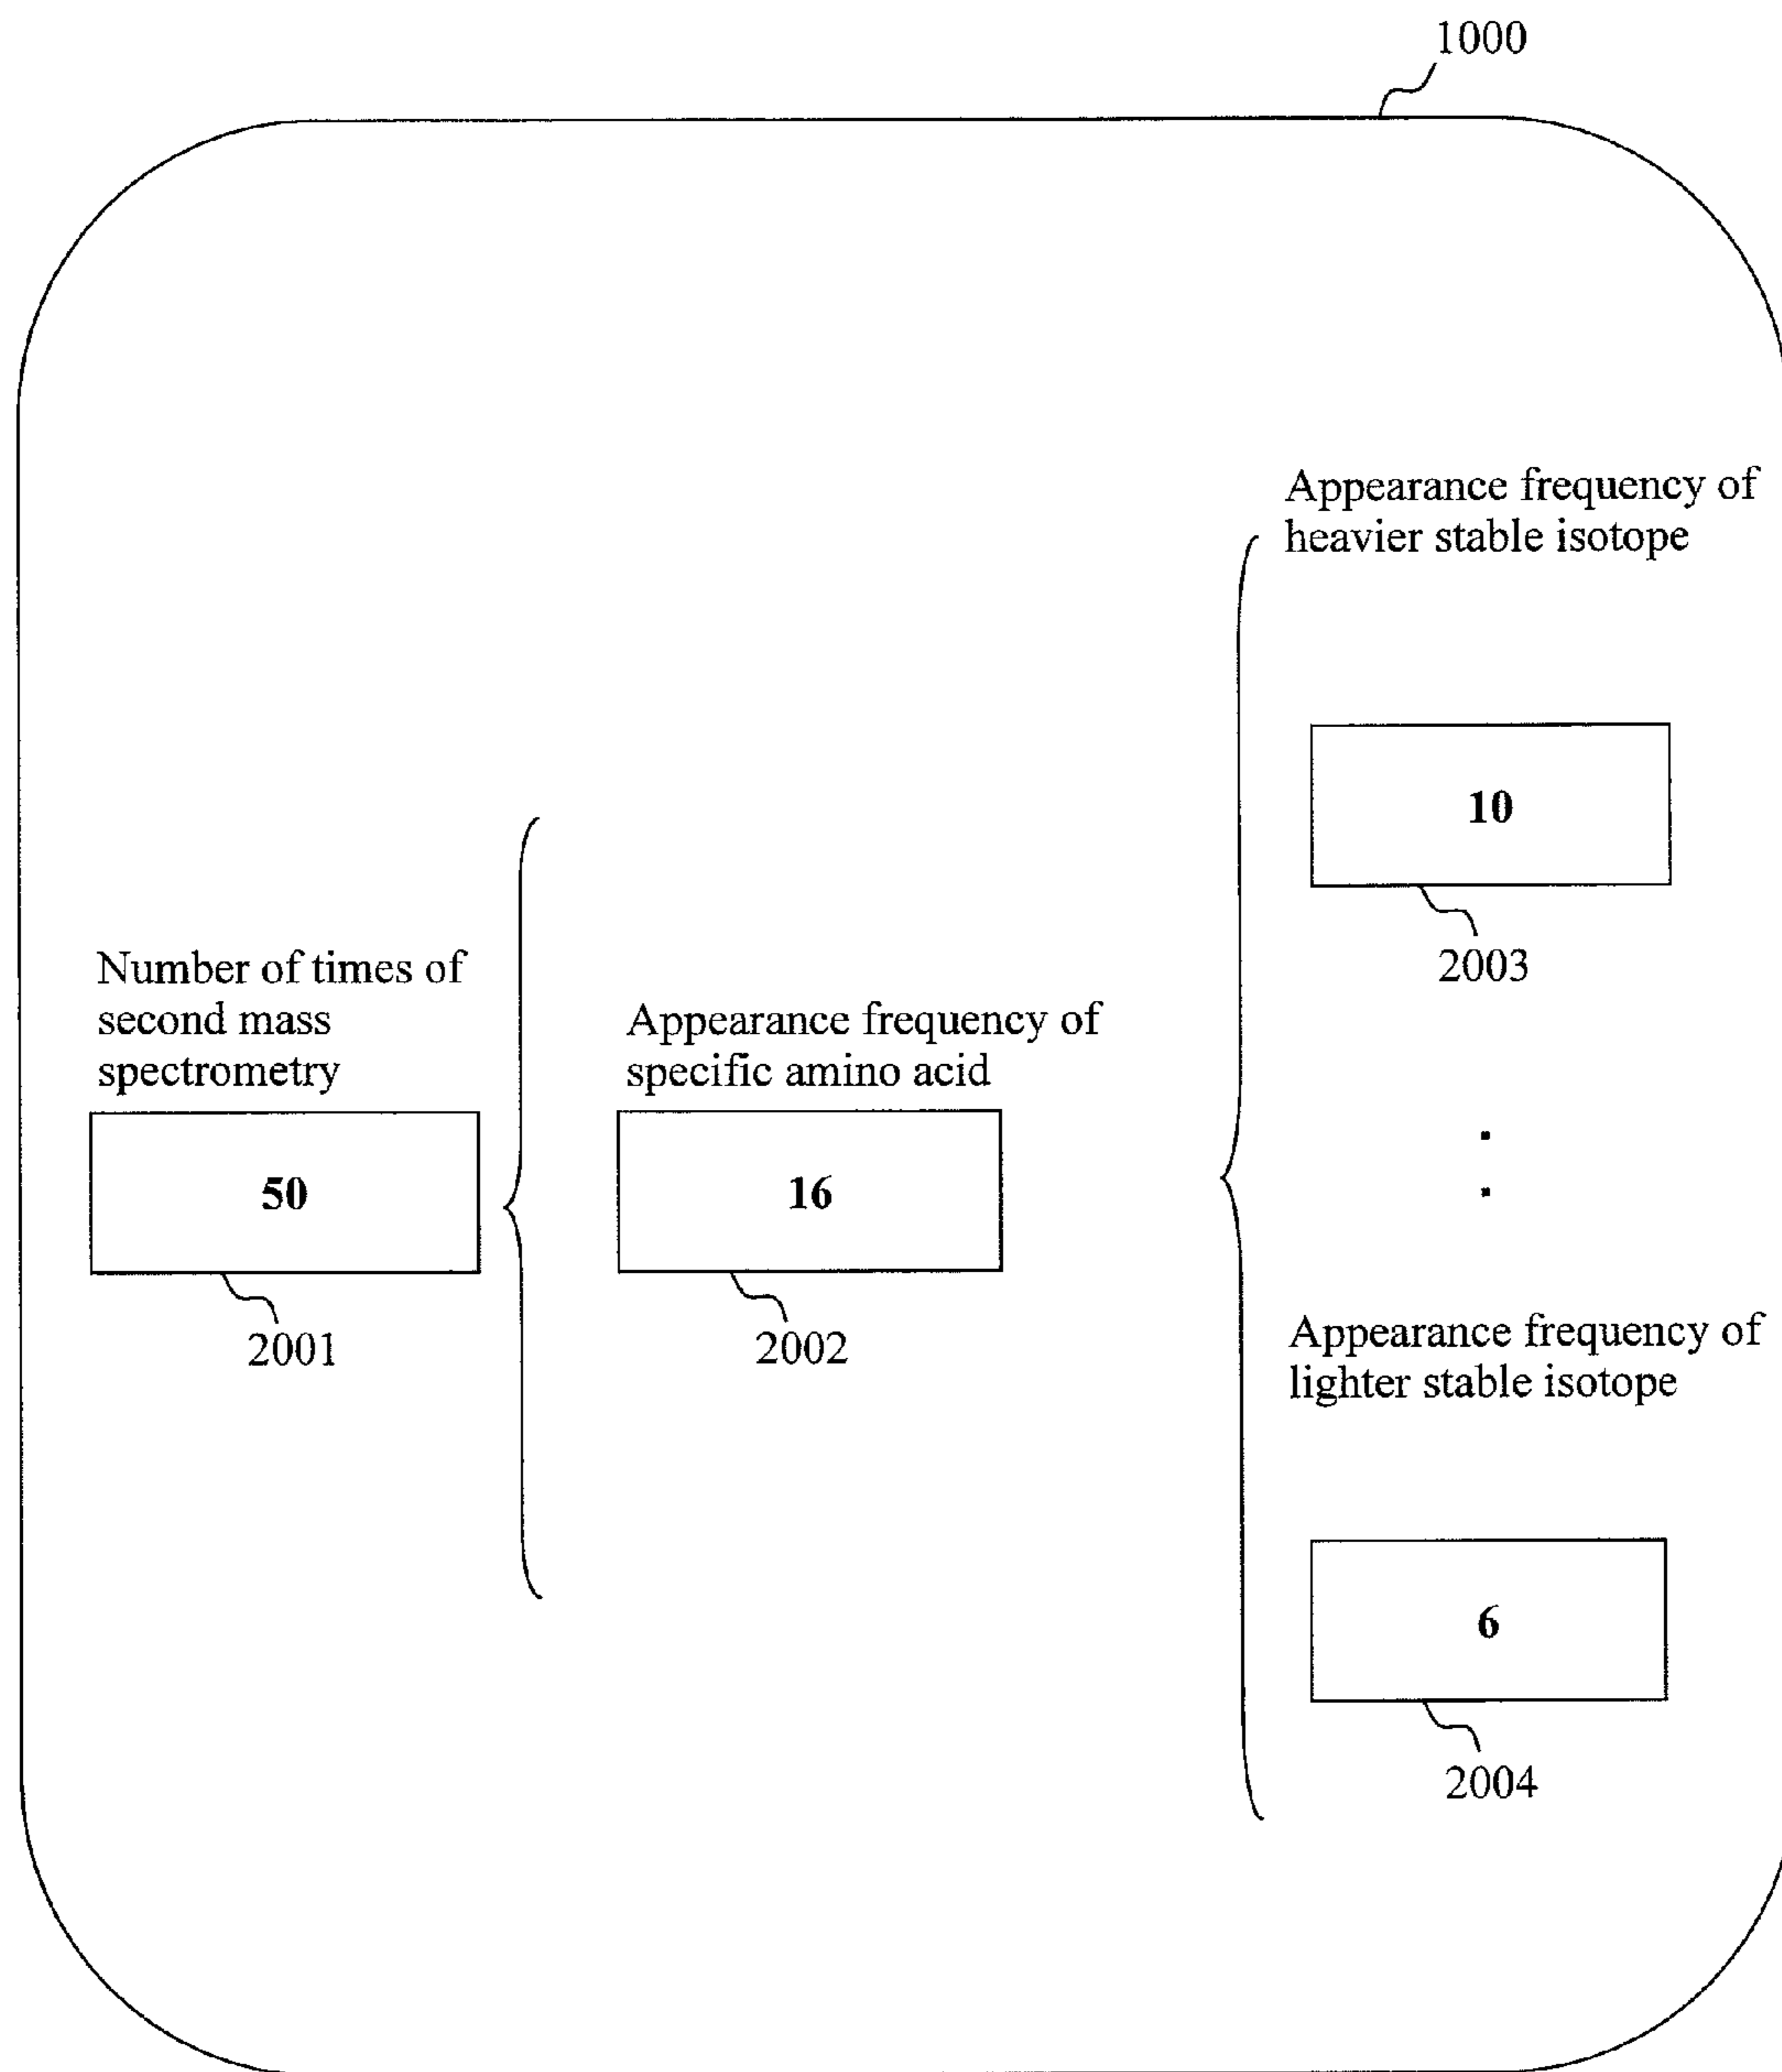 1000
Appearance frequency of
heavier stable isotope
10
2003
Number of times of
second mass
spectrometry
50
2001
Appearance frequency of
specific amino acid
16
2002
Appearance frequency of
lighter stable isotope
6
2004